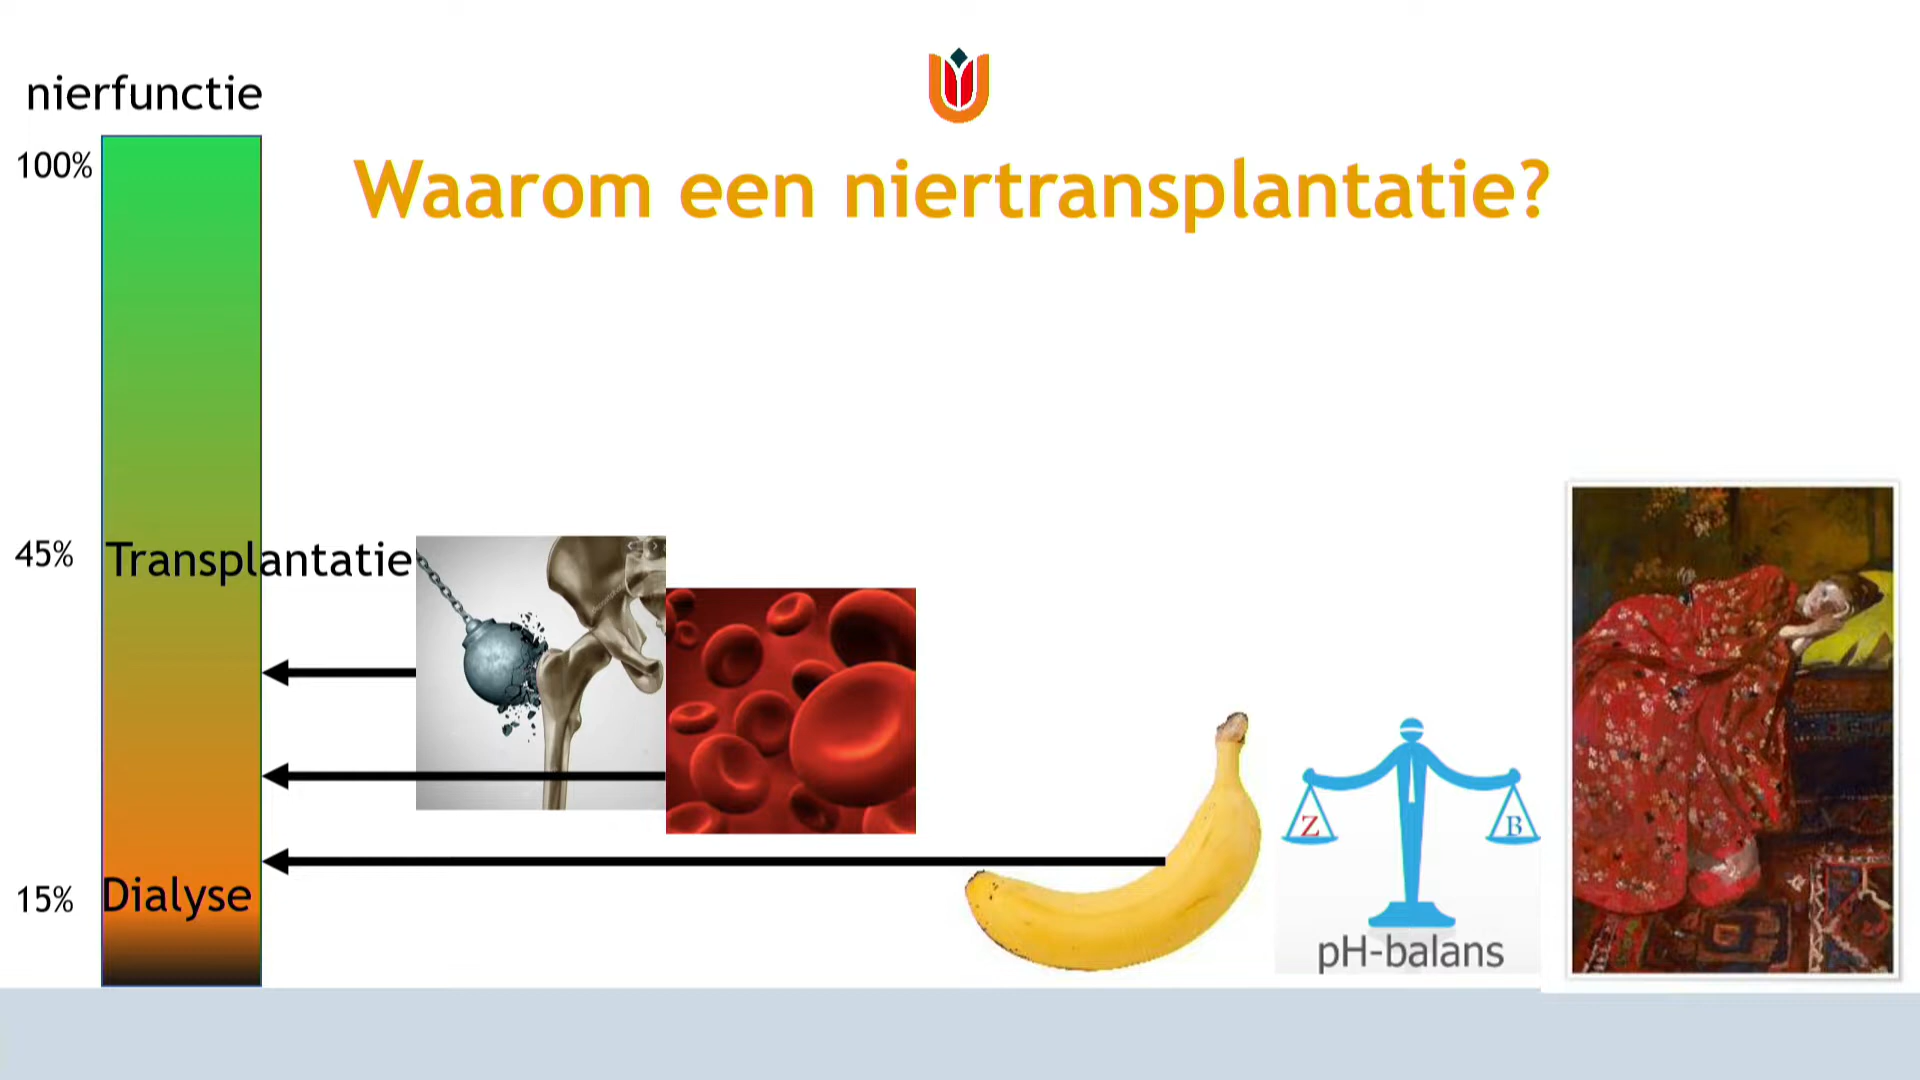 nierfunctie
100%
Waarom een niertransplantatie?
45%
Transplantatie
Z
B
15%
Dialyse
pH-balans